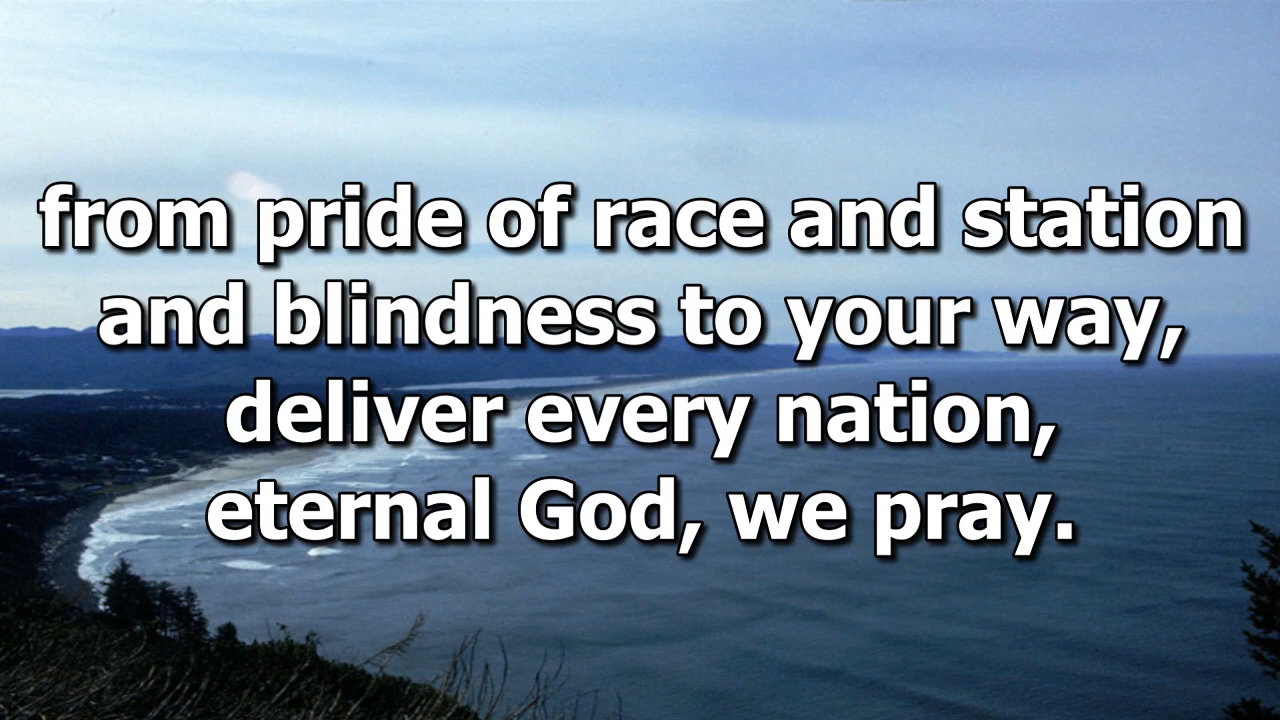 from pride of race and station
and blindness to your way,
deliver every nation,
eternal God, we pray.